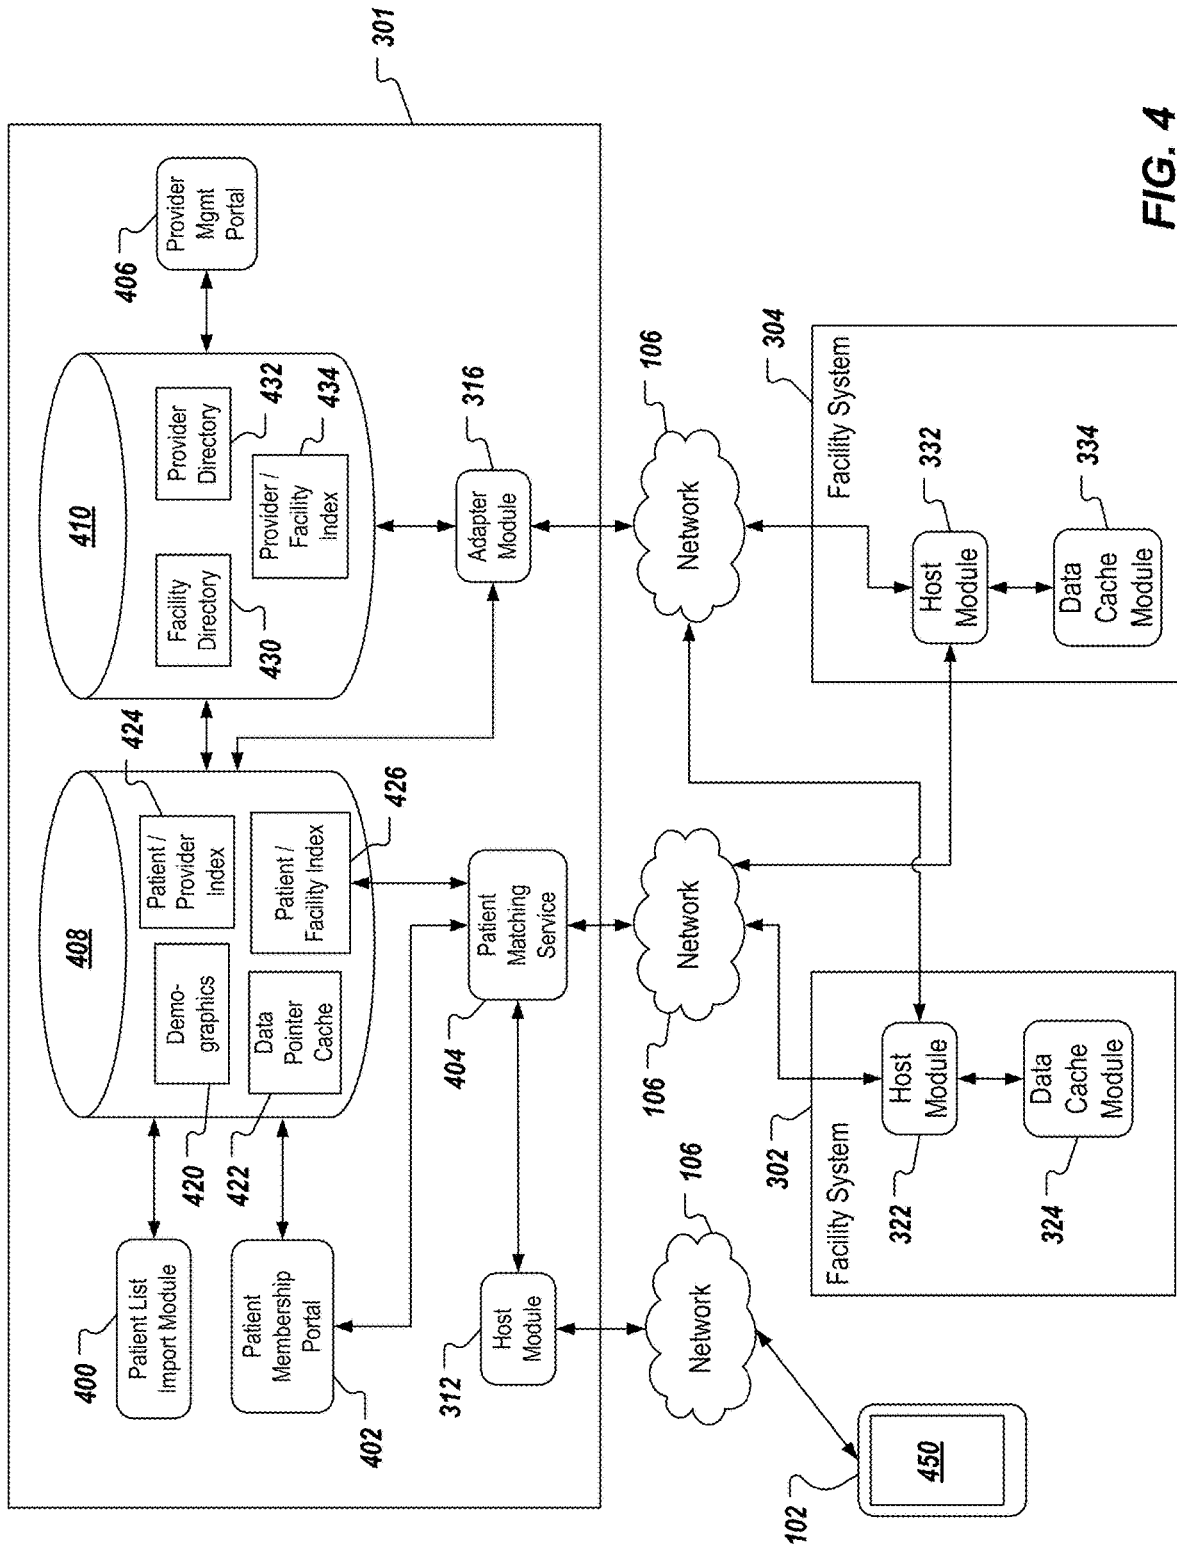 301
400
Patient List
Import Module
402
Patient
Membership
Portal
408
420
Demo-
graphics
422
Data
Pointer
Cache
424
Patient /
Provider
Index
426
Patient /
Facility Index
410
430
Facility
Directory
432
Provider
Directory
434
Provider /
Facility
Index
406
Provider
Mgmt
Portal
312
Host
Module
404
Patient
Matching
Service
316
Adapter
Module
106
Network
106
Network
106
Network
102
450
302
Facility System
322
Host
Module
324
Data
Cache
Module
304
Facility System
332
Host
Module
334
Data
Cache
Module
FIG. 4